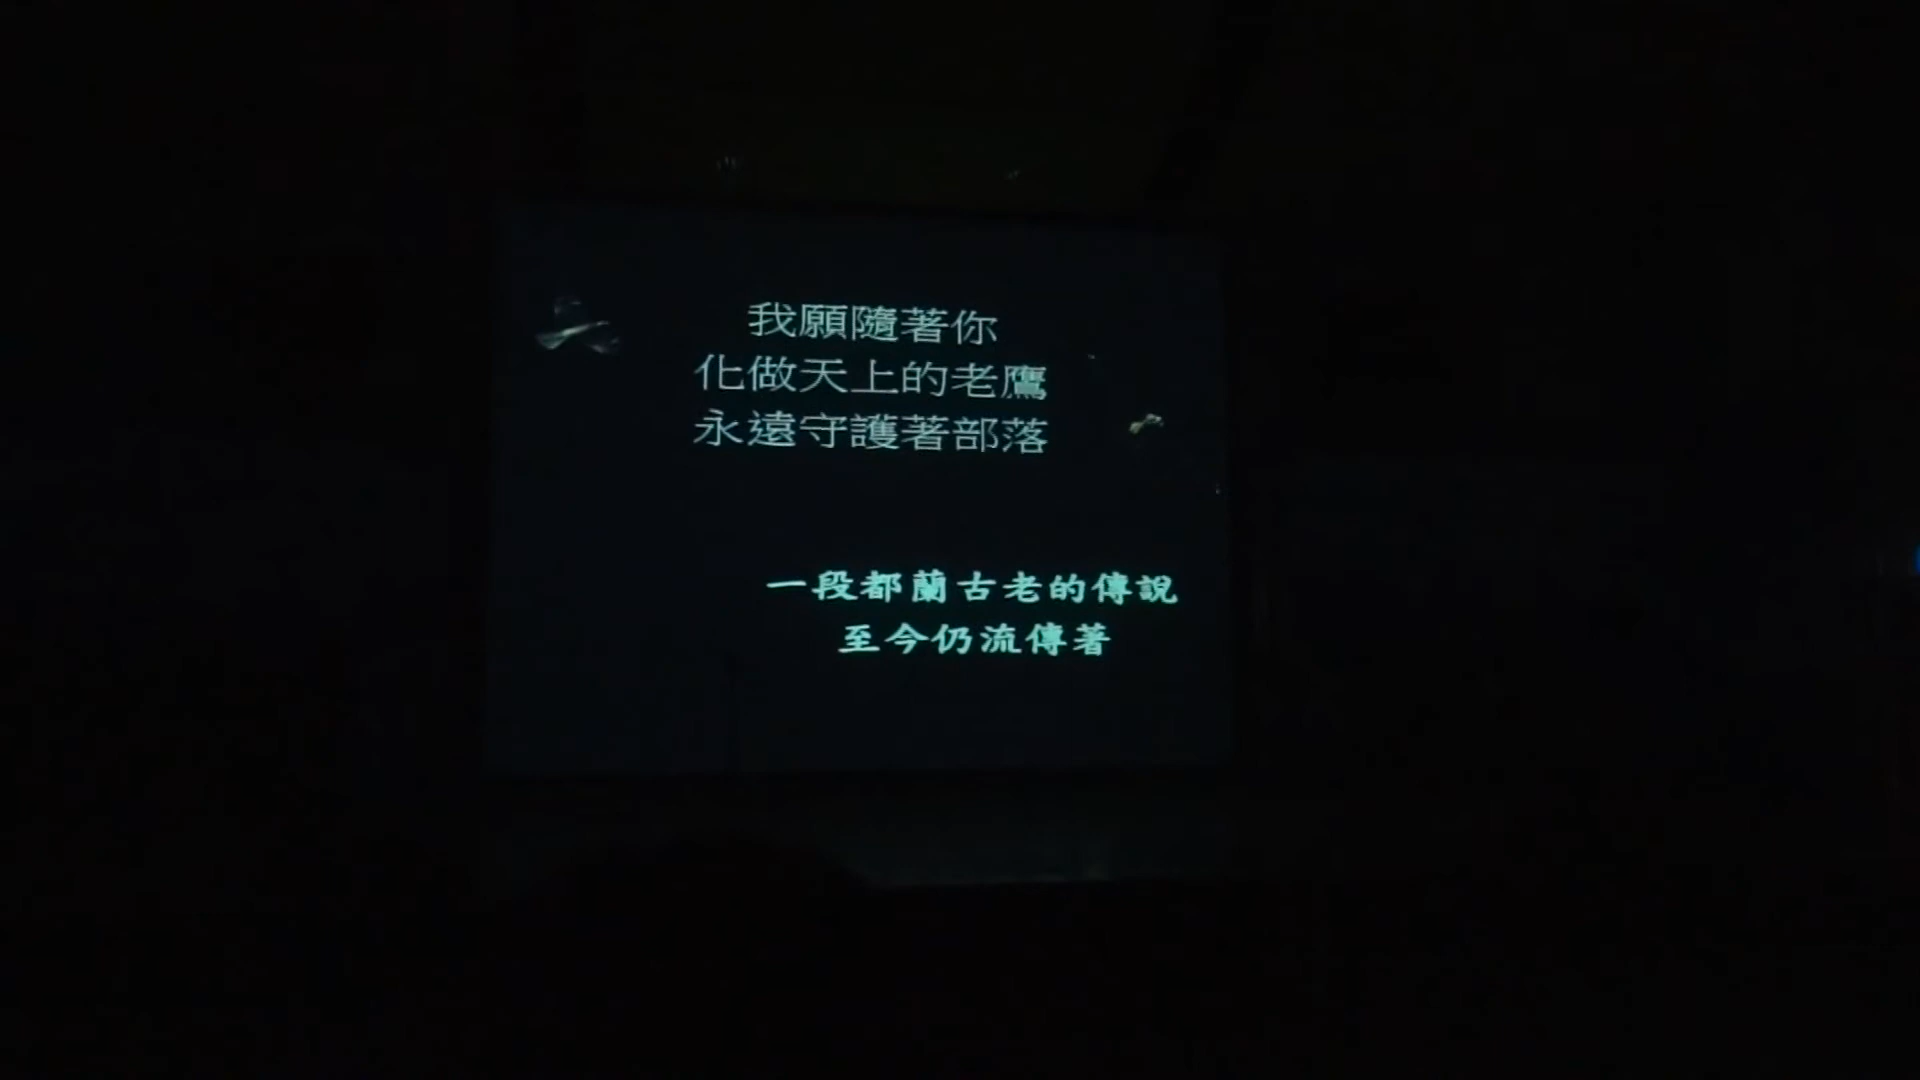 我願隨著你
化做天上的老鷹
永遠守護著部落
一段都蘭古老的傳說
至今仍流傳著